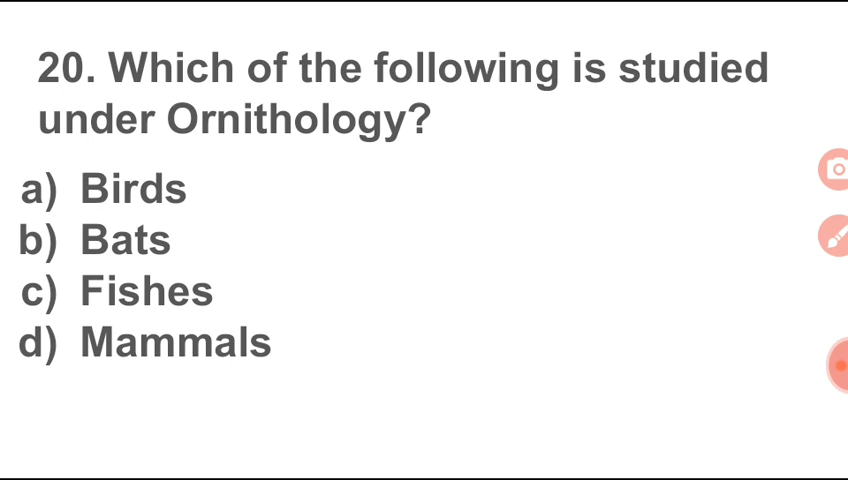 20. Which of the following is studied
under Ornithology?
a) Birds
b) Bats
c) Fishes
d) Mammals